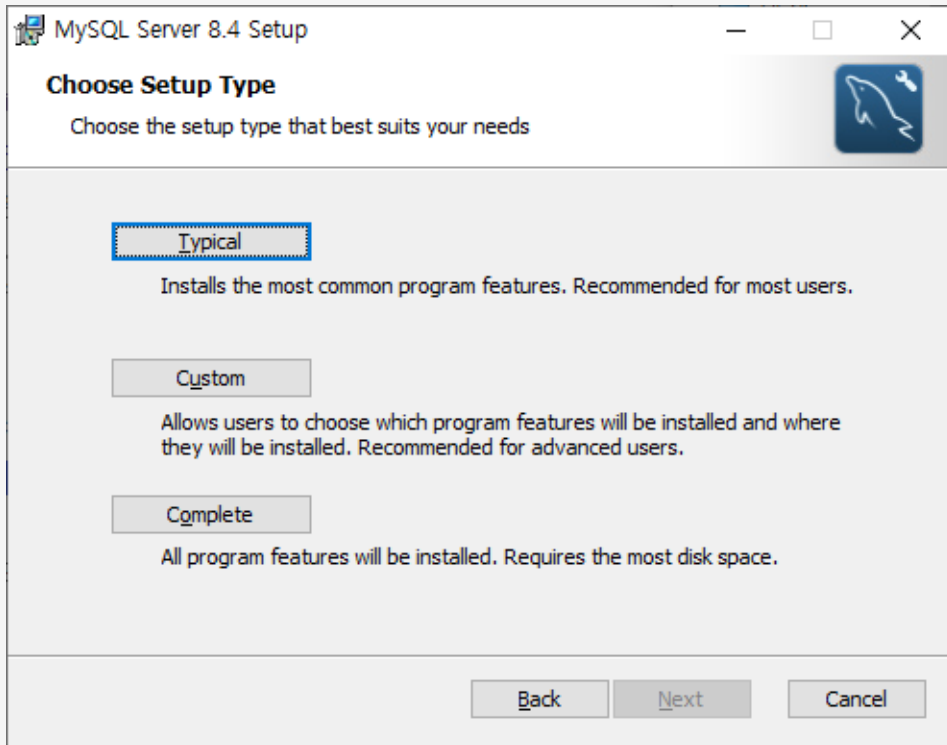 MySQL Server 8.4 Setup
Choose Setup Type
Choose the setup type that best suits your needs
Typical
Installs the most common program features. Recommended for most users.
Custom
Allows users to choose which program features will be installed and where
they will be installed. Recommended for advanced users.
Complete
All program features will be installed. Requires the most disk space.
Back
Next
Cancel